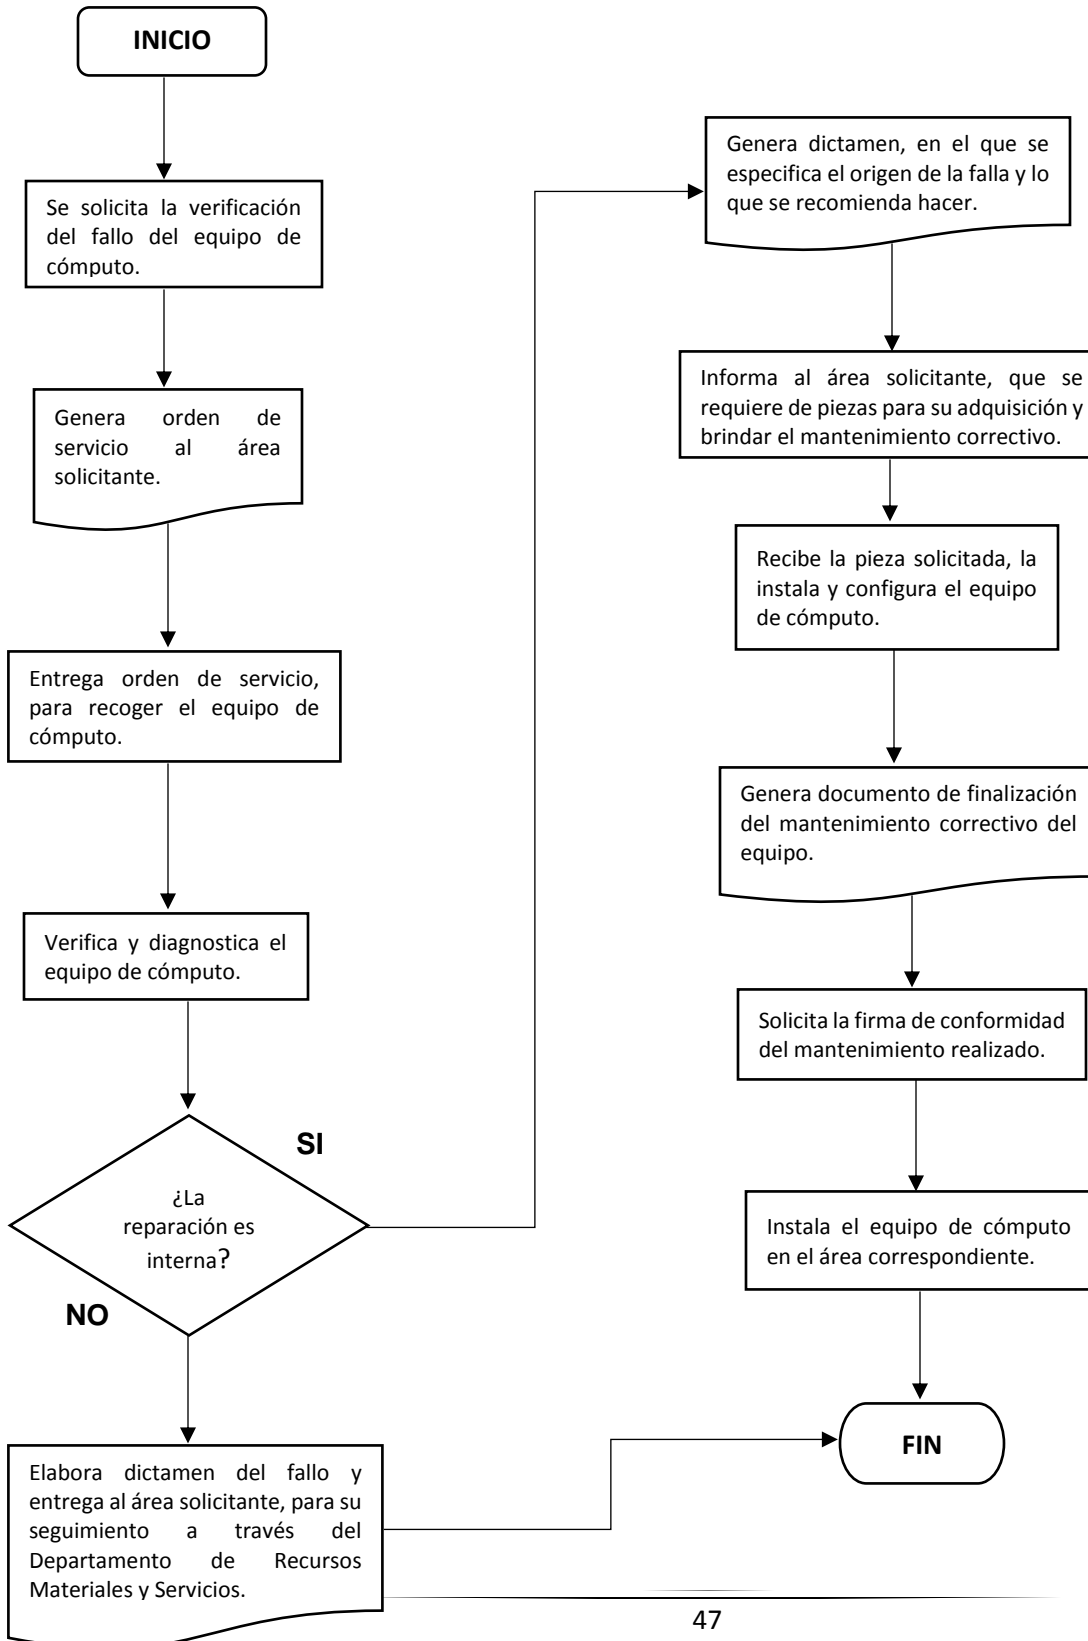 INICIO
Se solicita la verificación
del fallo del equipo de
cómputo.
Genera orden de
servicio al área
solicitante.
Entrega orden de servicio,
para recoger el equipo de
cómputo.
Verifica y diagnostica el
equipo de cómputo.
¿La
reparación es
interna?
SI
NO
Elabora dictamen del fallo y
entrega al área solicitante, para su
seguimiento a través del
Departamento de Recursos
Materiales y Servicios.
Genera dictamen, en el que se
especifica el origen de la falla y lo
que se recomienda hacer.
Informa al área solicitante, que se
requiere de piezas para su adquisición y
brindar el mantenimiento correctivo.
Recibe la pieza solicitada, la
instala y configura el equipo
de cómputo.
Genera documento de finalización
del mantenimiento correctivo del
equipo.
Solicita la firma de conformidad
del mantenimiento realizado.
Instala el equipo de cómputo
en el área correspondiente.
FIN
47